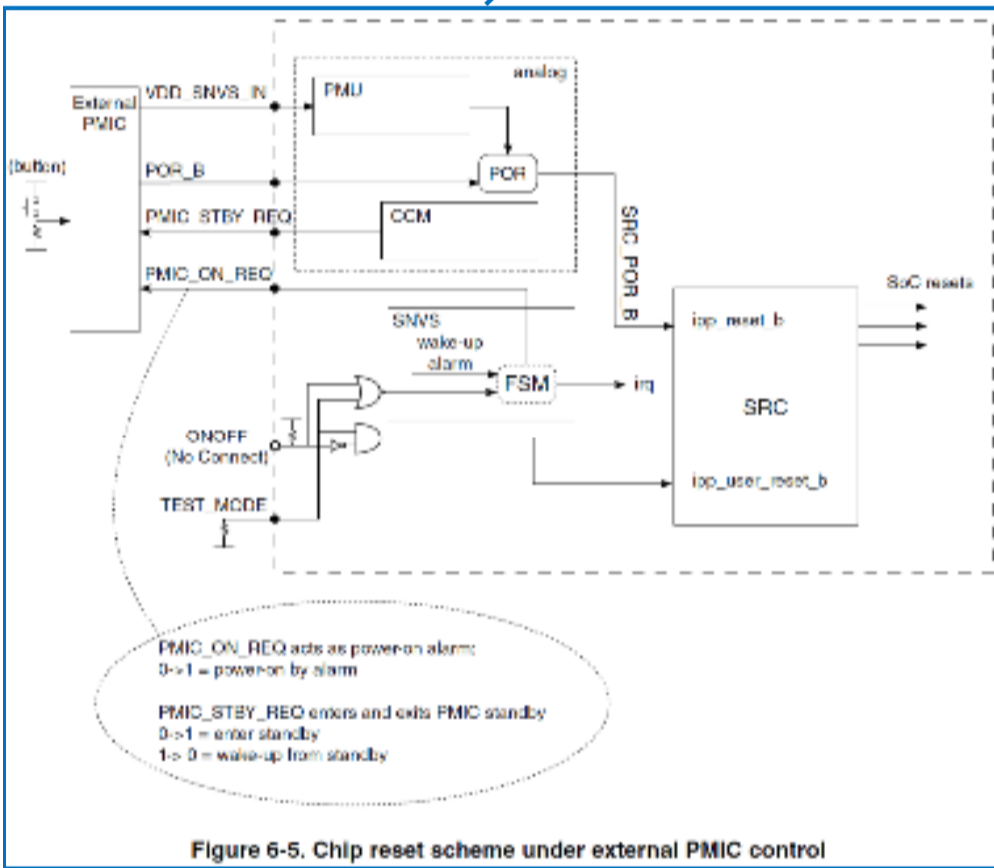 analog
VDD_SNVS_IN
PMU
External
PMIC
(button)
POR_B
POR
PMIC_STBY_REQ
CCM
SRC_POR_B
PMIC_ON_REQ
SoC resets
SNVS
wake-up
alarm
ipp_reset_b
FSM
irq
SRC
ONOFF
(No Connect)
ipp_user_reset_b
TEST_MODE
PMIC_ON_REQ acts as power-on alarm:
0->1 = power-on by alarm
PMIC_STBY_REQ enters and exits PMIC standby
0->1 = enter standby
1-> 0 = wake-up from standby
Figure 6-5. Chip reset scheme under external PMIC control